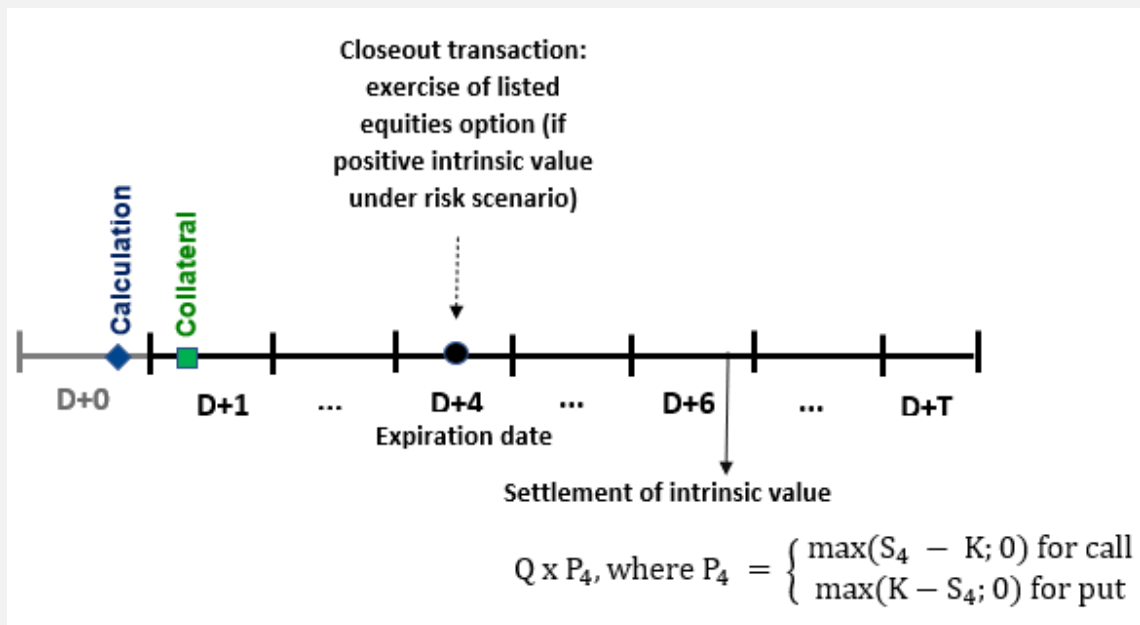 Closeout transaction:
exercise of listed
equities option (if
positive intrinsic value
under risk scenario)
Calculation
Collateral
D+0
D+1
...
D+4
...
D+6
...
D+T
Expiration date
Settlement of intrinsic value
Q x P₄, where P₄ = { max(S₄ − K; 0) for call
max(K − S₄; 0) for put